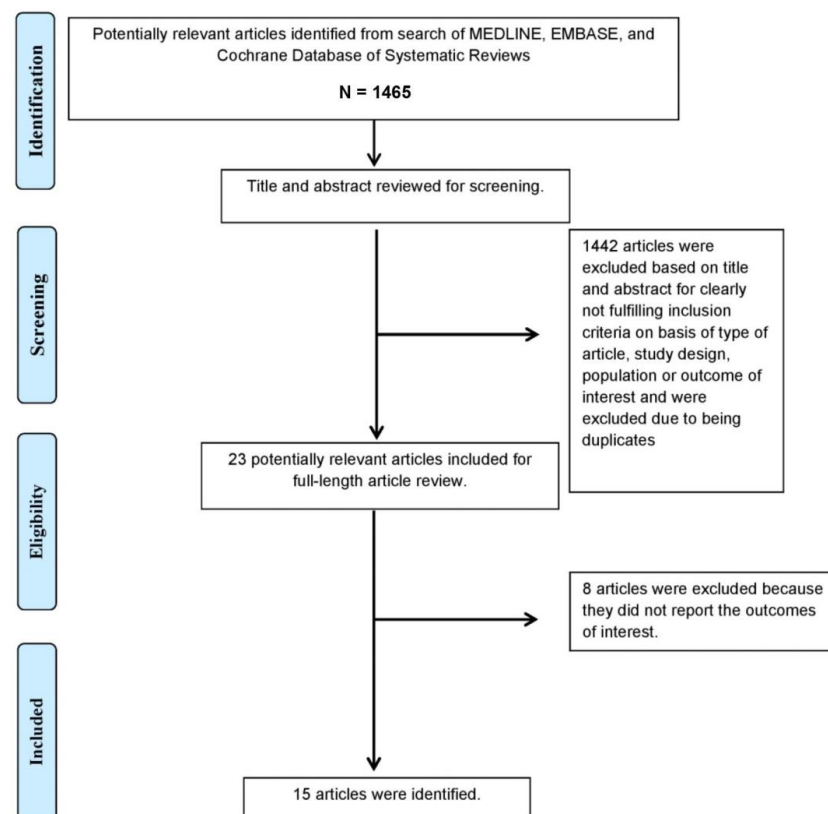 Identification
Potentially relevant articles identified from search of MEDLINE, EMBASE, and
Cochrane Database of Systematic Reviews
N = 1465
Title and abstract reviewed for screening.
Screening
1442 articles were
excluded based on title
and abstract for clearly
not fulfilling inclusion
criteria on basis of type of
article, study design,
population or outcome of
interest and were
excluded due to being
duplicates
Eligibility
23 potentially relevant articles included for
full-length article review.
8 articles were excluded because
they did not report the outcomes
of interest.
Included
15 articles were identified.